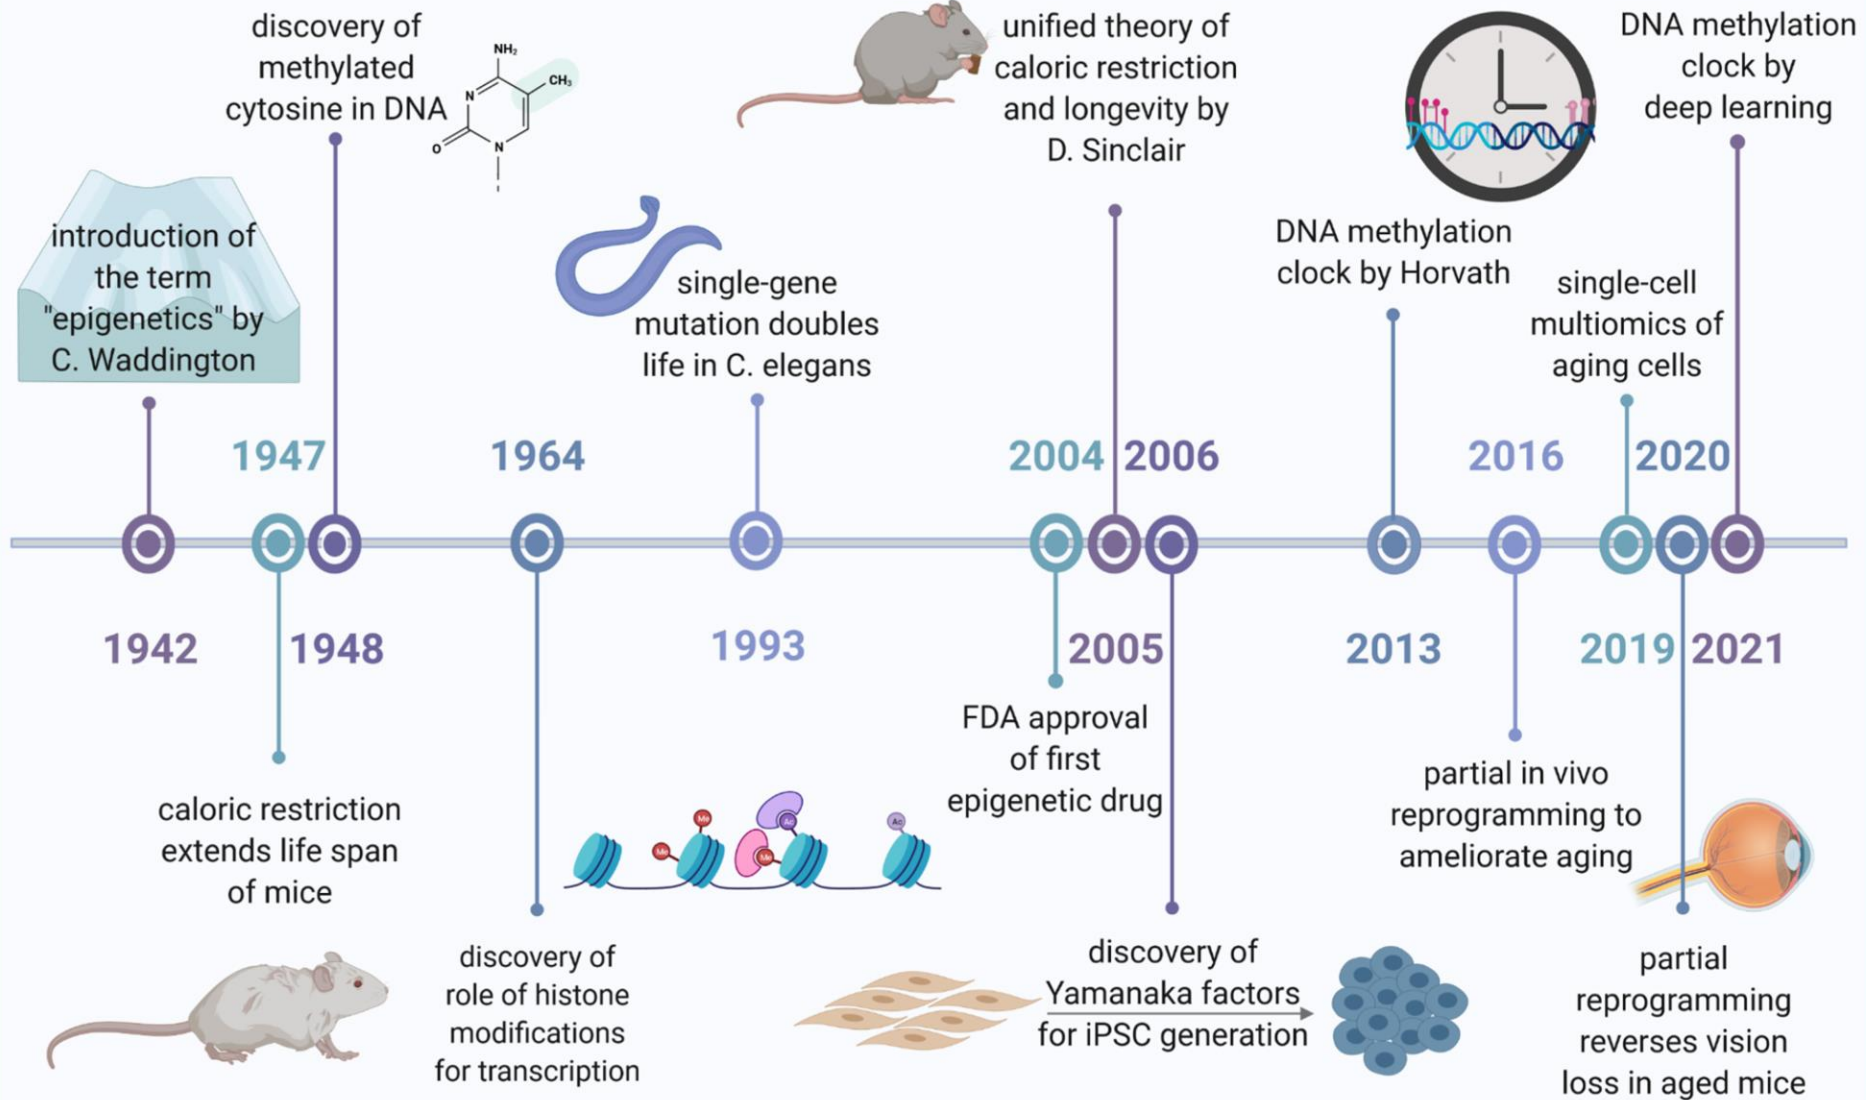 discovery of
methylated
cytosine in DNA
NH₂
N
CH₃
O
N
unified theory of
caloric restriction
and longevity by
D. Sinclair
DNA methylation
clock by
deep learning
introduction of
the term
"epigenetics" by
C. Waddington
single-gene
mutation doubles
life in C. elegans
DNA methylation
clock by Horvath
single-cell
multiomics of
aging cells
1947
1964
2004
2006
2016
2020
1942
1948
1993
2005
2013
2019
2021
caloric restriction
extends life span
of mice
FDA approval
of first
epigenetic drug
partial in vivo
reprogramming to
ameliorate aging
Me
Me
Ac
Me
Ac
discovery of
role of histone
modifications
for transcription
discovery of
Yamanaka factors
for iPSC generation
partial
reprogramming
reverses vision
loss in aged mice